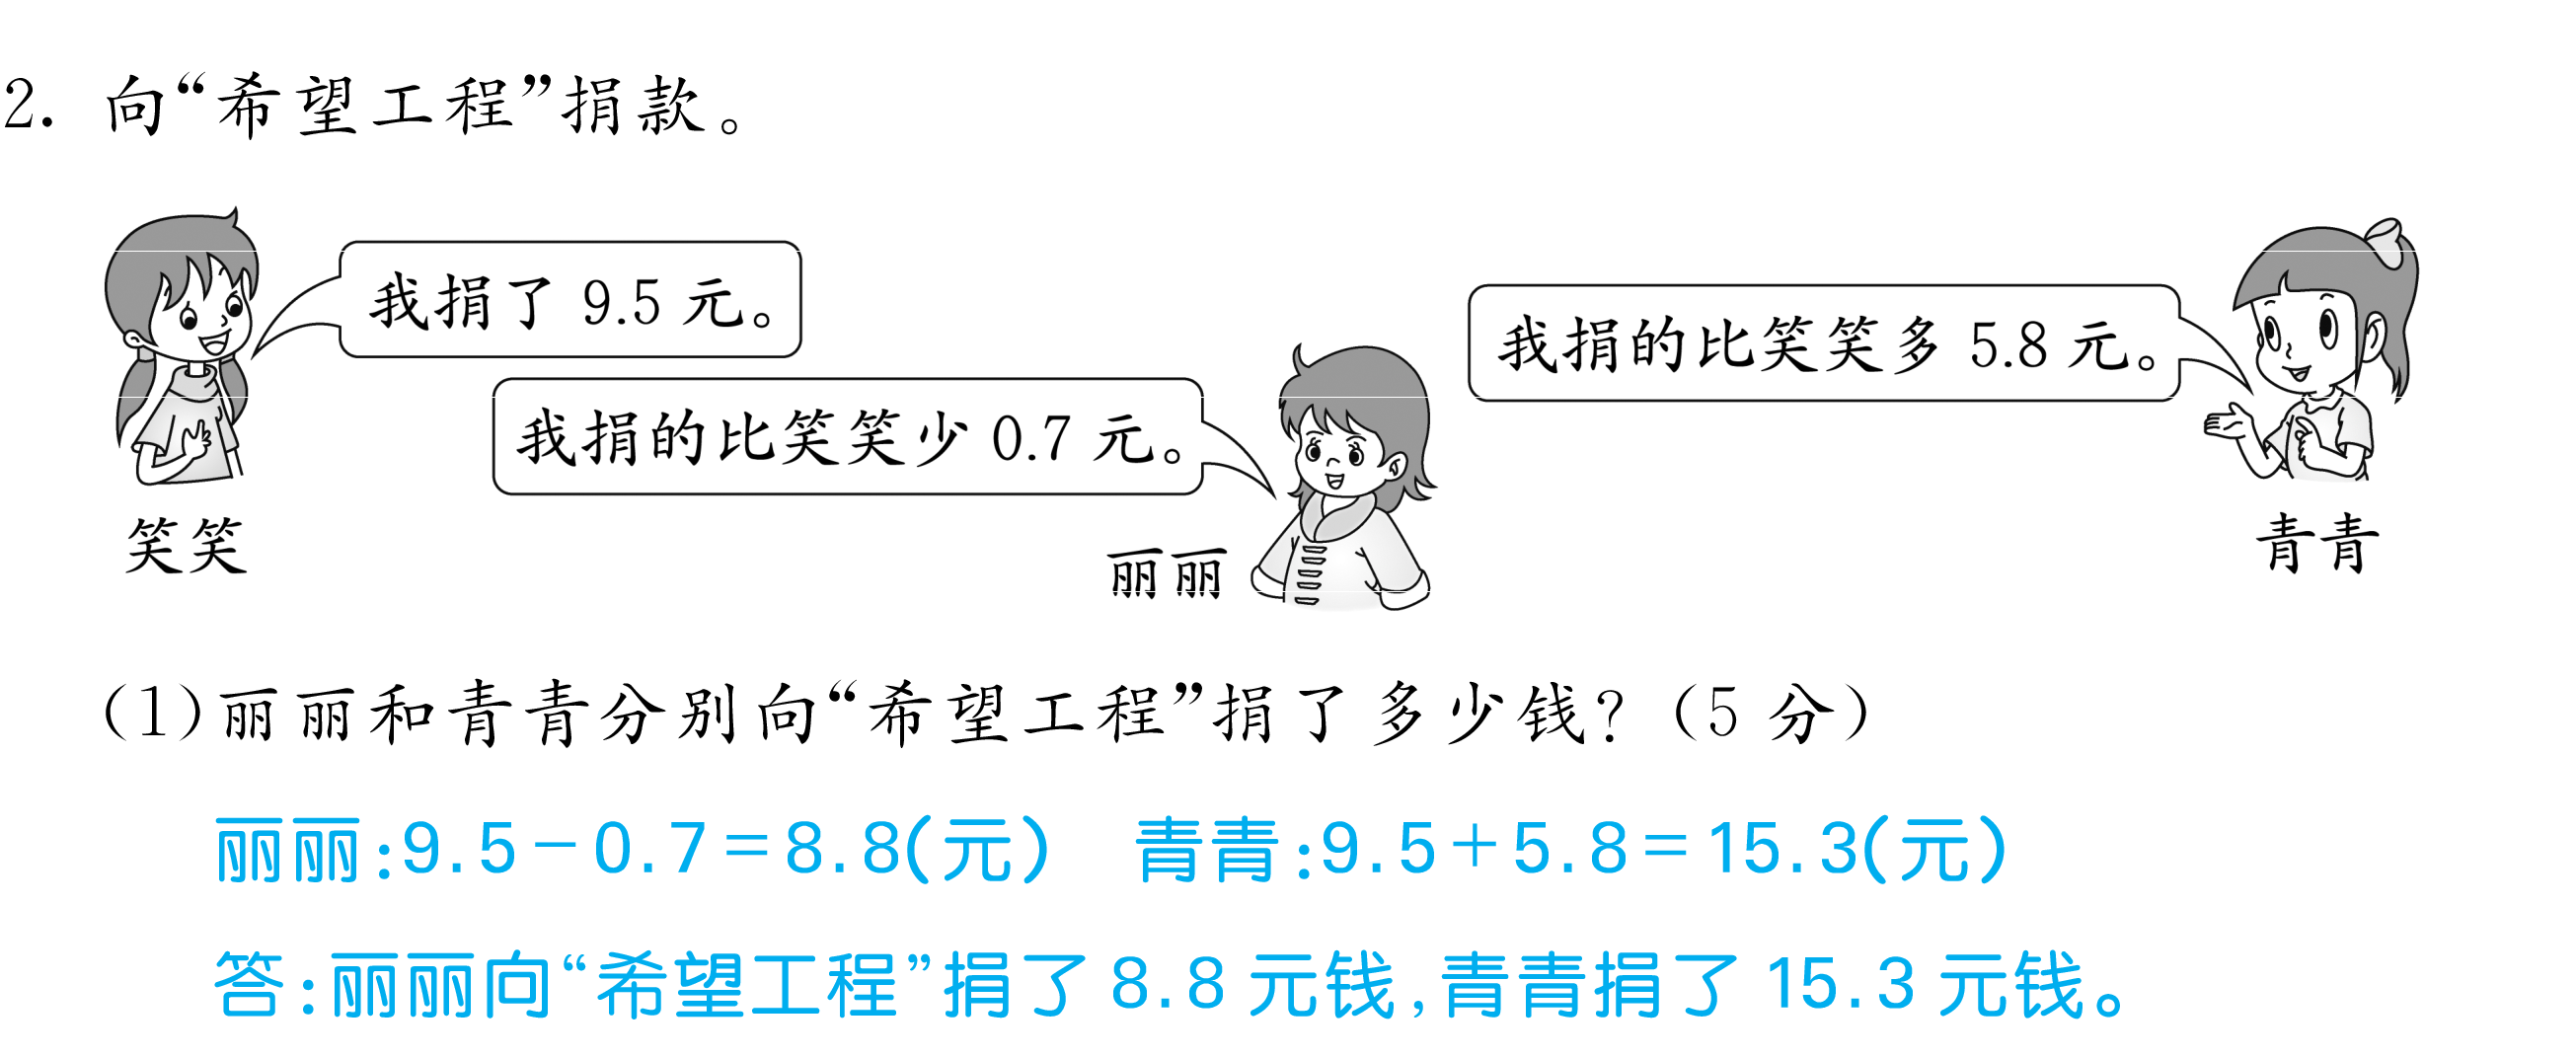 2. 向“希望工程”捐款。
我捐了 9.5 元。
我捐的比笑笑多 5.8 元。
我捐的比笑笑少 0.7 元。
笑笑
丽丽
青青
(1)丽丽和青青分别向“希望工程”捐了多少钱?(5 分)
丽丽:9.5-0.7=8.8(元) 青青:9.5+5.8=15.3(元)
答:丽丽向“希望工程”捐了 8.8 元钱,青青捐了 15.3 元钱。